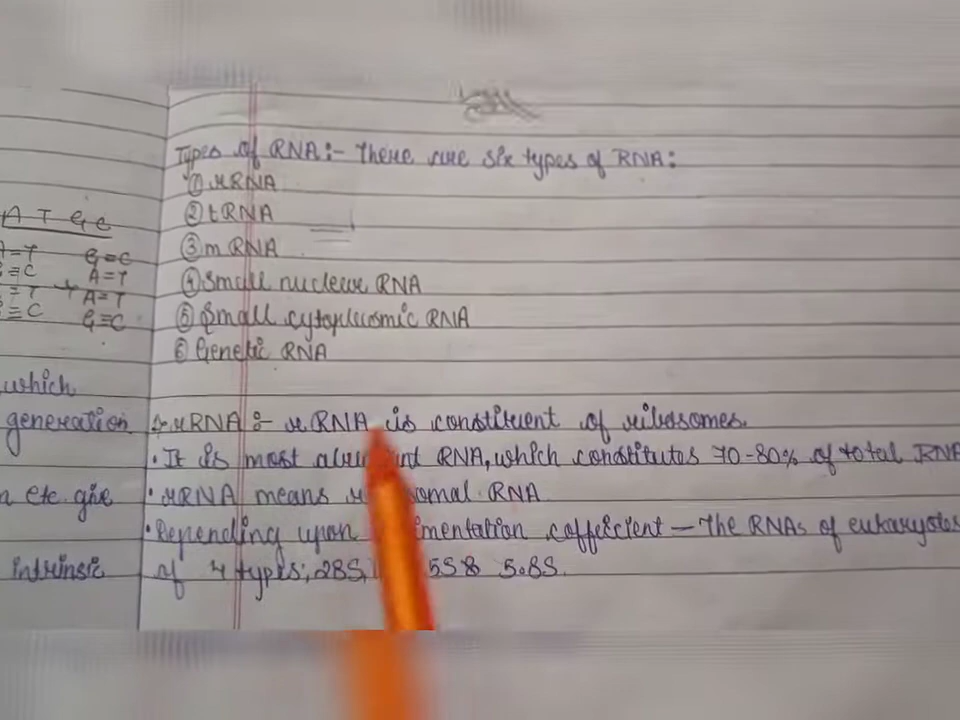 Types of RNA:- There are six types of RNA:
① rRNA
② tRNA
③ mRNA
④ Small nuclear RNA
⑤ Small cytoplasmic RNA
⑥ Genetic RNA
rRNA :- rRNA is constituent of ribosomes.
• It is most RNA, which constitutes 70-80% of total RNA
• rRNA means RNA
• Depending upon coefficient — The RNAs of eukaryotes
of 4 types; 28S, 5S & 5.8S.
A T G C
A=T G≡C
≡C A=T
=T A=T
≡C G≡C
which
generation
etc. give
intrinsic